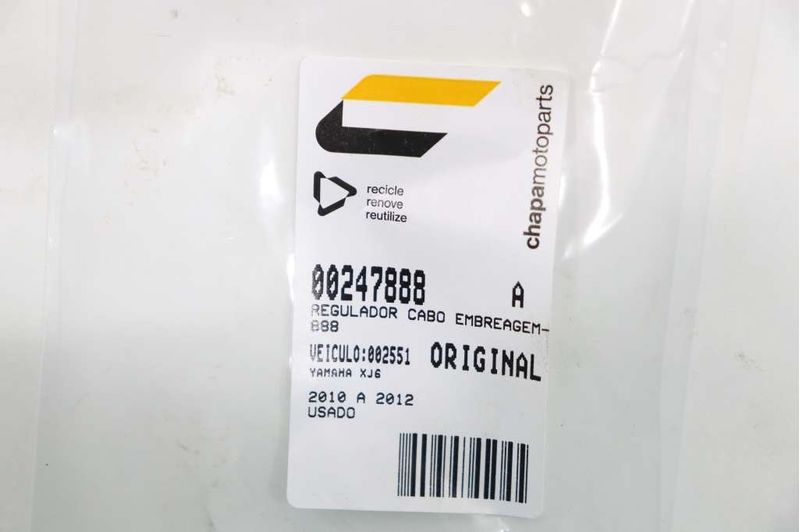 recicle
renove
reutilize
chapamotoparts
00247888 A
REGULADOR CABO EMBREAGEM-
888
VEICULO:002551 ORIGINAL
YAMAHA XJ6
2010 A 2012
USADO